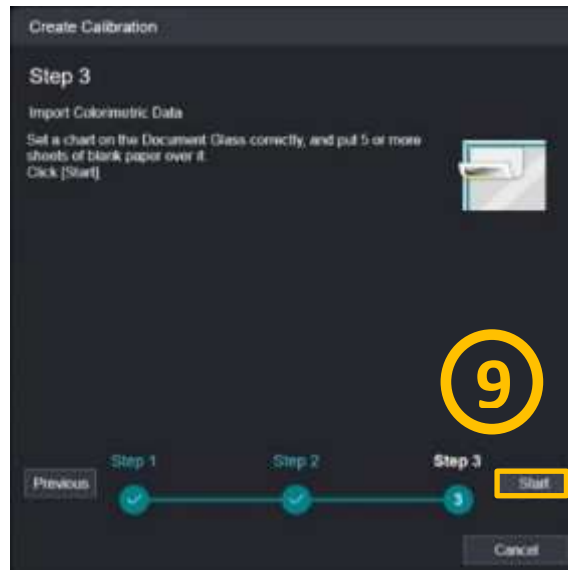 Create Calibration
Step 3
Import Colorimetric Data
Set a chart on the Document Glass correctly, and put 5 or more
sheets of blank paper over it.
Click [Start].
9
Step 1 Step 2 Step 3
Previous 3 Start
Cancel